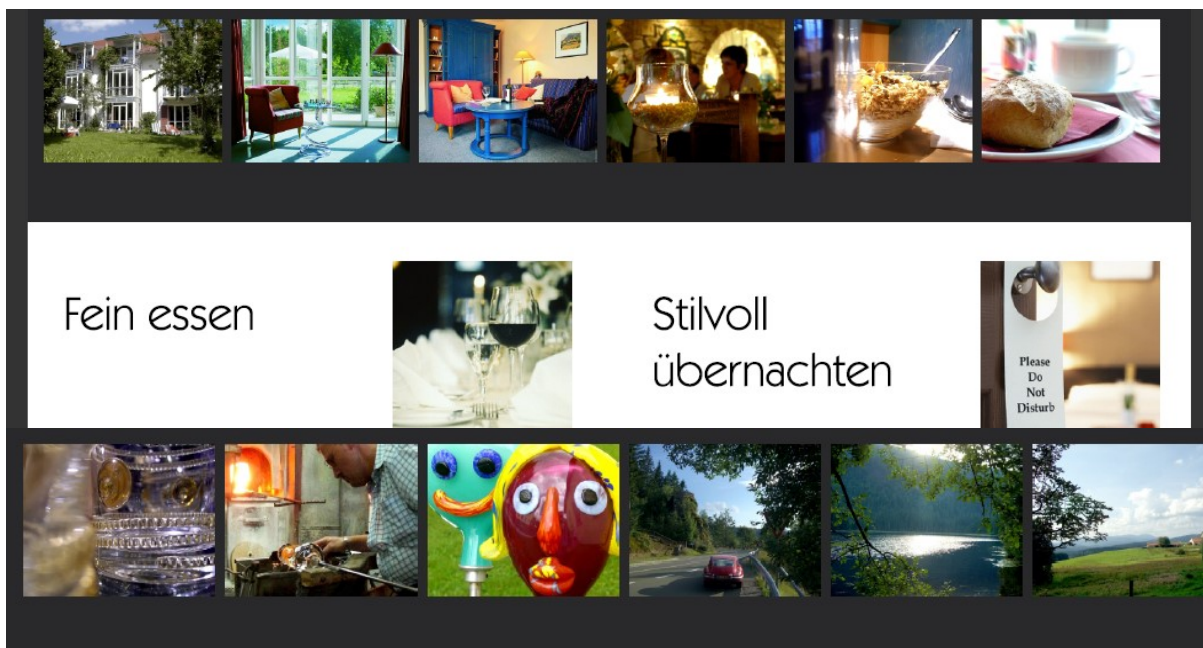 Fein essen
Stilvoll
übernachten
Please
Do
Not
Disturb